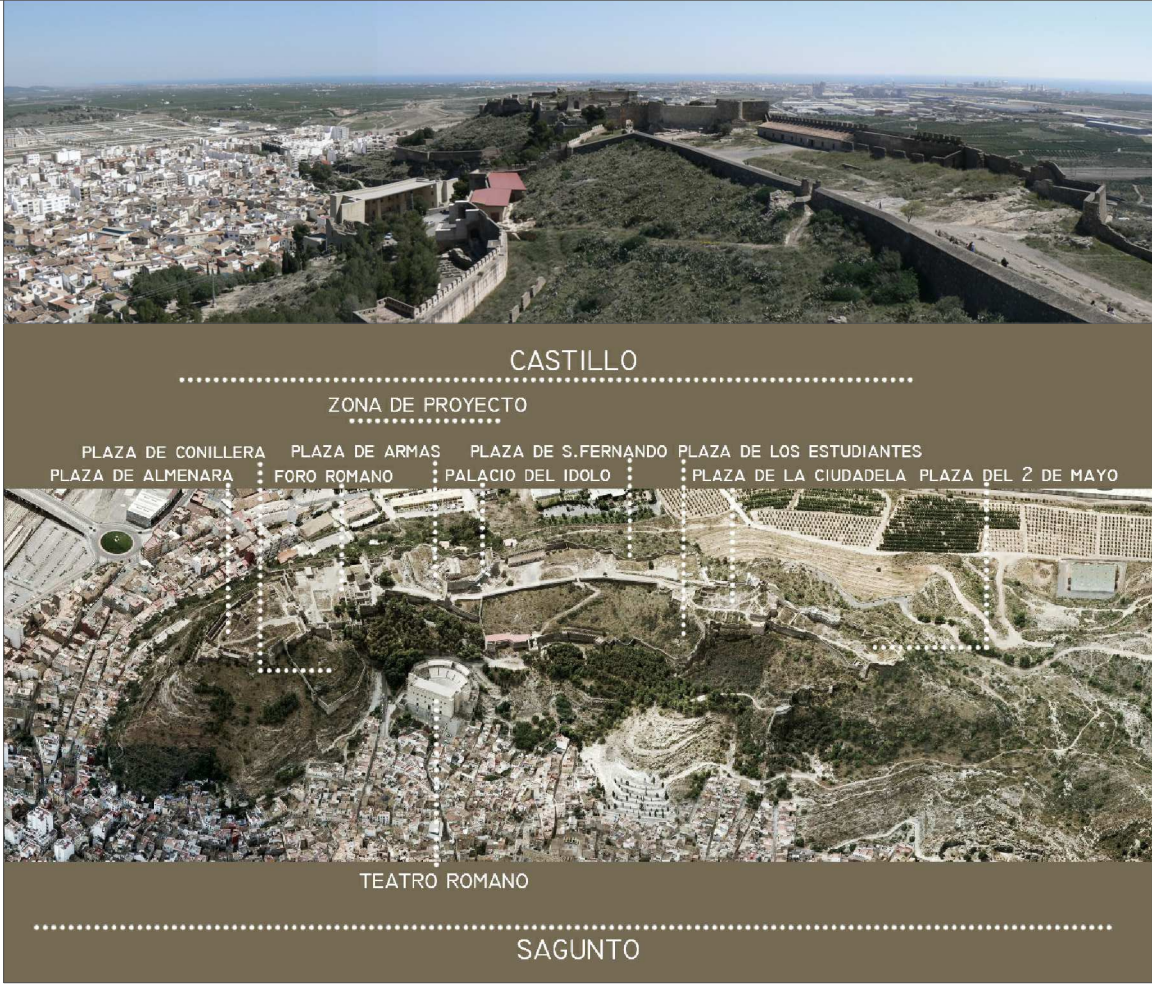 CASTILLO
ZONA DE PROYECTO
PLAZA DE CONILLERA PLAZA DE ARMAS PLAZA DE S.FERNANDO PLAZA DE LOS ESTUDIANTES
PLAZA DE ALMENARA FORO ROMANO PALACIO DEL IDOLO PLAZA DE LA CIUDADELA PLAZA DEL 2 DE MAYO
TEATRO ROMANO
SAGUNTO